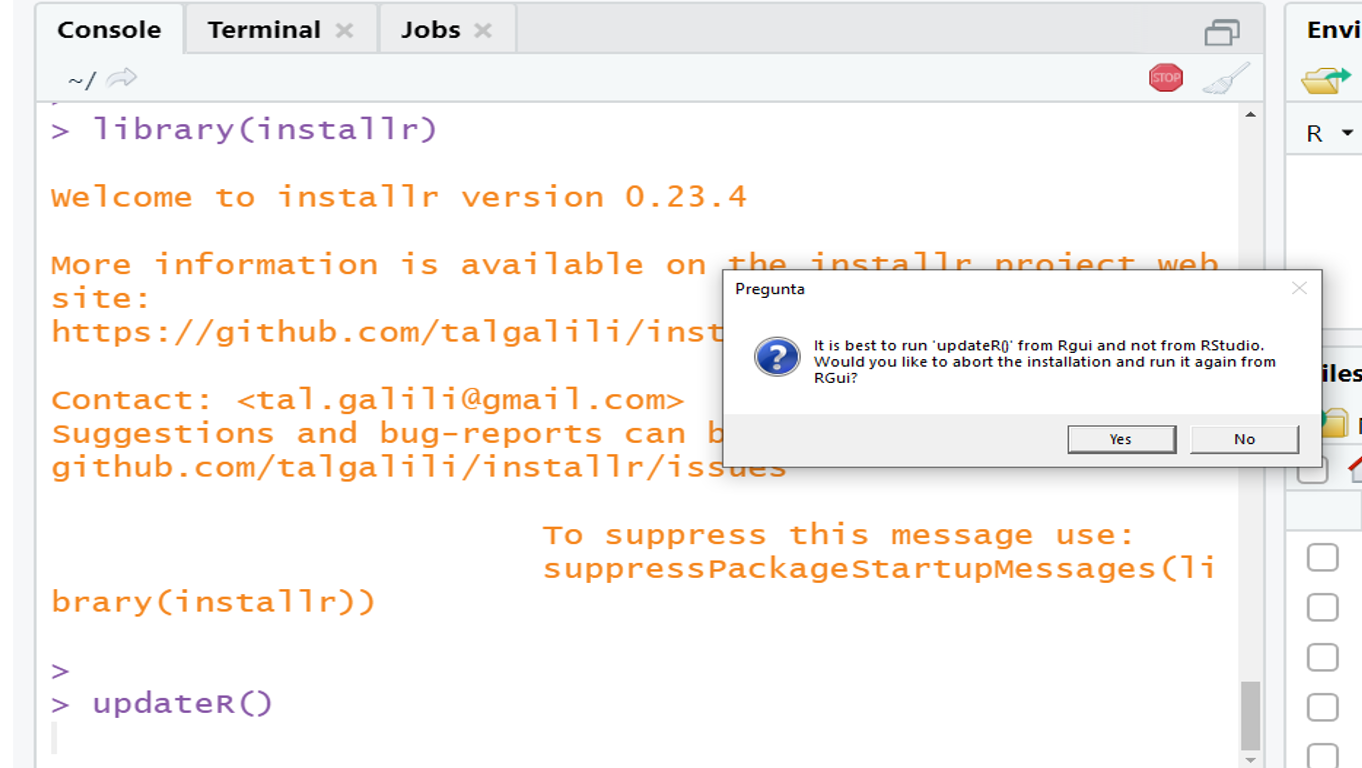 Console Terminal Jobs
Envi
~/
STOP
R
> library(installr)
Welcome to installr version 0.23.4
More information is available on the installr project web
site:
https://github.com/talgalili/inst
Contact: <tal.galili@gmail.com>
Suggestions and bug-reports can b
github.com/talgalili/installr/issues
To suppress this message use:
suppressPackageStartupMessages(li
brary(installr))
>
> updateR()
Pregunta
It is best to run 'updateR()' from Rgui and not from RStudio.
Would you like to abort the installation and run it again from
RGui?
Yes No
iles